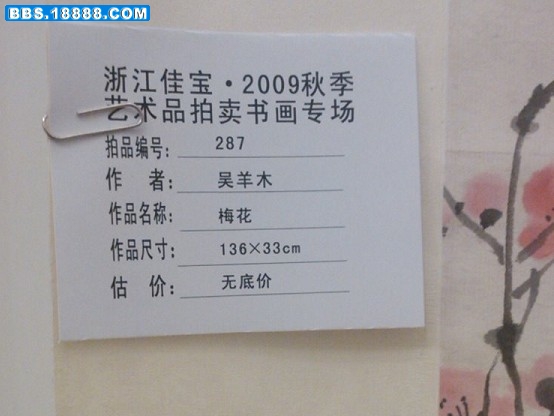 BBS.18888.COM
浙江佳宝·2009秋季
艺术品拍卖书画专场
拍品编号: 287
作 者: 吴羊木
作品名称: 梅花
作品尺寸: 136×33cm
估 价: 无底价